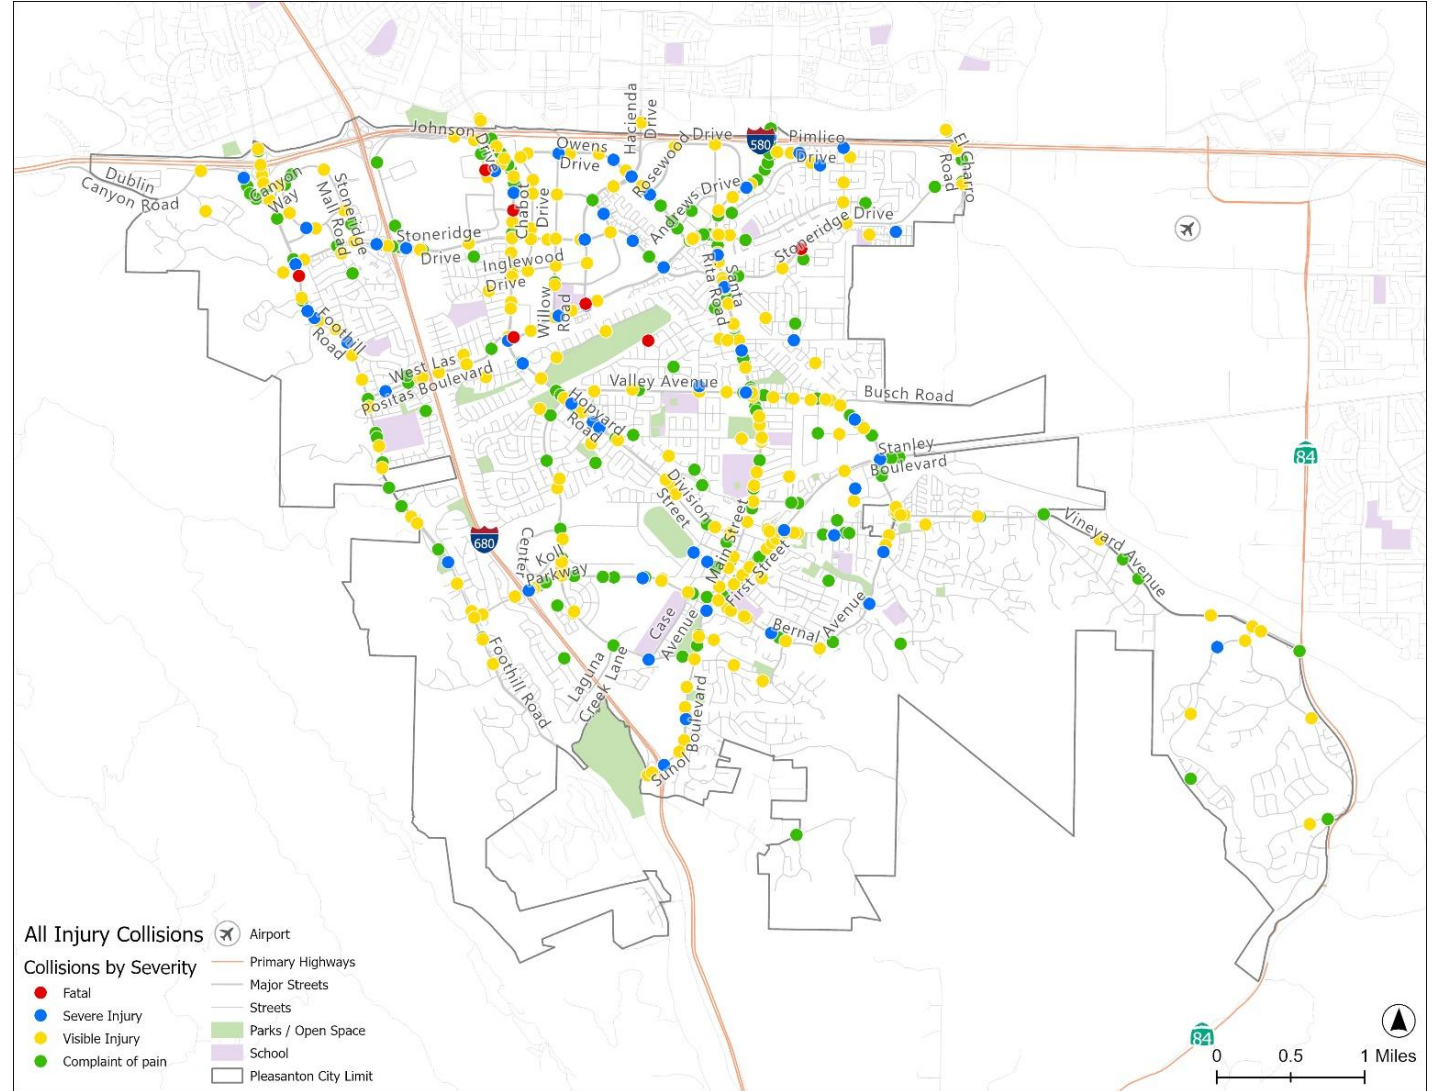 Hacienda
Drive
Johnson
Drive
Owens
Drive
Rosewood
Drive
580
Pimlico
Drive
El Charro
Road
Dublin
Canyon Road
Canyon
Way
Stoneridge
Mall Road
Chabot
Drive
Andrews Drive
Stoneridge Drive
Stoneridge
Drive
Inglewood
Drive
Santa
Rita Road
Willow
Road
Foothill
Road
West Las
Positas Boulevard
Valley Avenue
Busch Road
Hopyard
Road
Stanley
Boulevard
84
Division
Street
Main Street
First Street
Vineyard Avenue
680
Center
Koll
Parkway
Case
Avenue
Bernal Avenue
Foothill Road
Laguna
Creek Lane
Sunol Boulevard
All Injury Collisions
Collisions by Severity
Fatal
Severe Injury
Visible Injury
Complaint of pain
Airport
Primary Highways
Major Streets
Streets
Parks / Open Space
School
Pleasanton City Limit
84
0 0.5 1 Miles